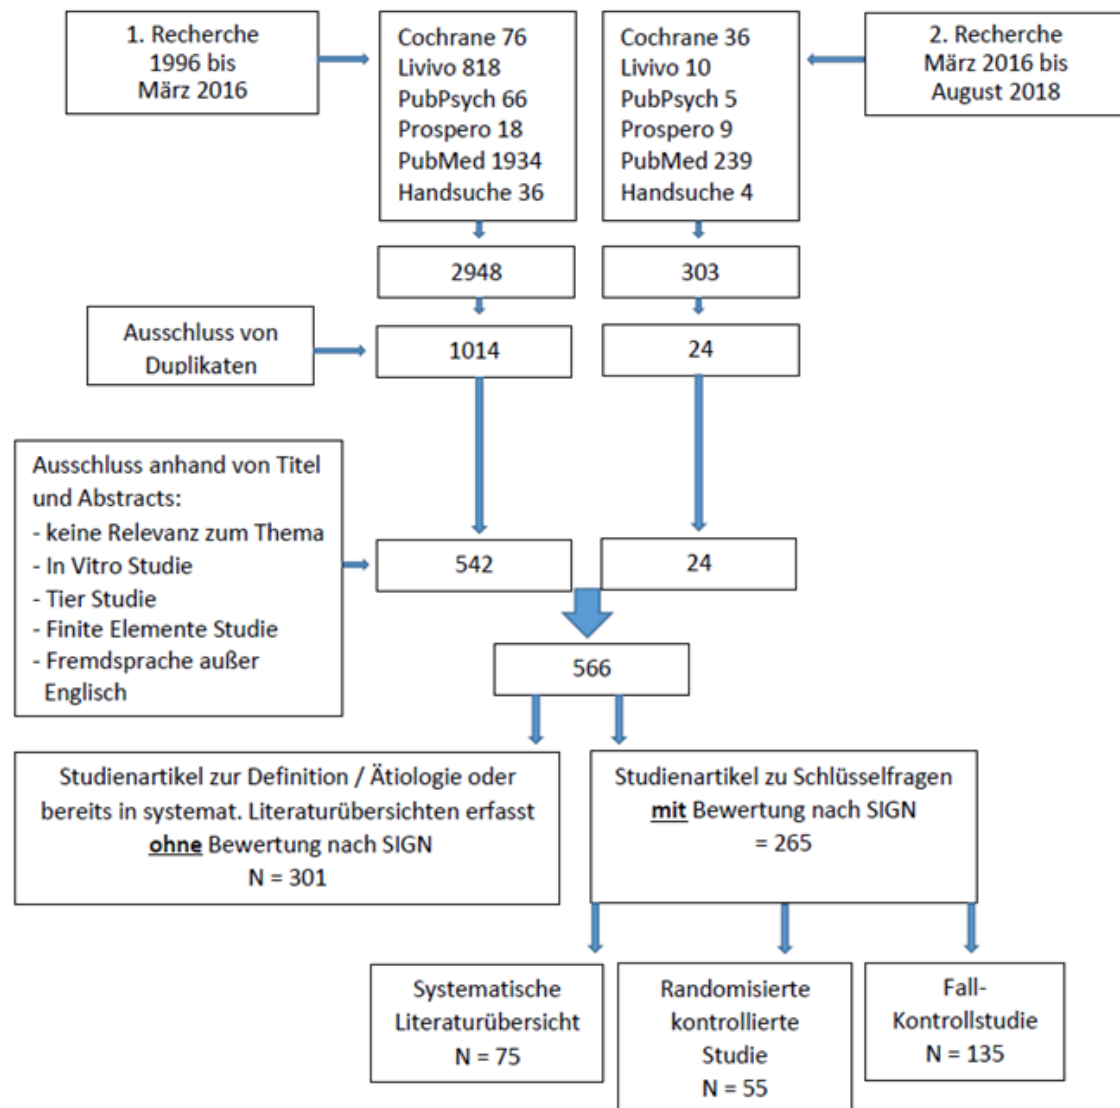 1. Recherche
1996 bis
März 2016
Cochrane 76
Livivo 818
PubPsych 66
Prospero 18
PubMed 1934
Handsuche 36
Cochrane 36
Livivo 10
PubPsych 5
Prospero 9
PubMed 239
Handsuche 4
2. Recherche
März 2016 bis
August 2018
2948
303
Ausschluss von
Duplikaten
1014
24
Ausschluss anhand von Titel
und Abstracts:
- keine Relevanz zum Thema
- In Vitro Studie
- Tier Studie
- Finite Elemente Studie
- Fremdsprache außer
Englisch
542
24
566
Studienartikel zur Definition / Ätiologie oder
bereits in systemat. Literaturübersichten erfasst
ohne Bewertung nach SIGN
N = 301
Studienartikel zu Schlüsselfragen
mit Bewertung nach SIGN
= 265
Systematische
Literaturübersicht
N = 75
Randomisierte
kontrollierte
Studie
N = 55
Fall-
Kontrollstudie
N = 135